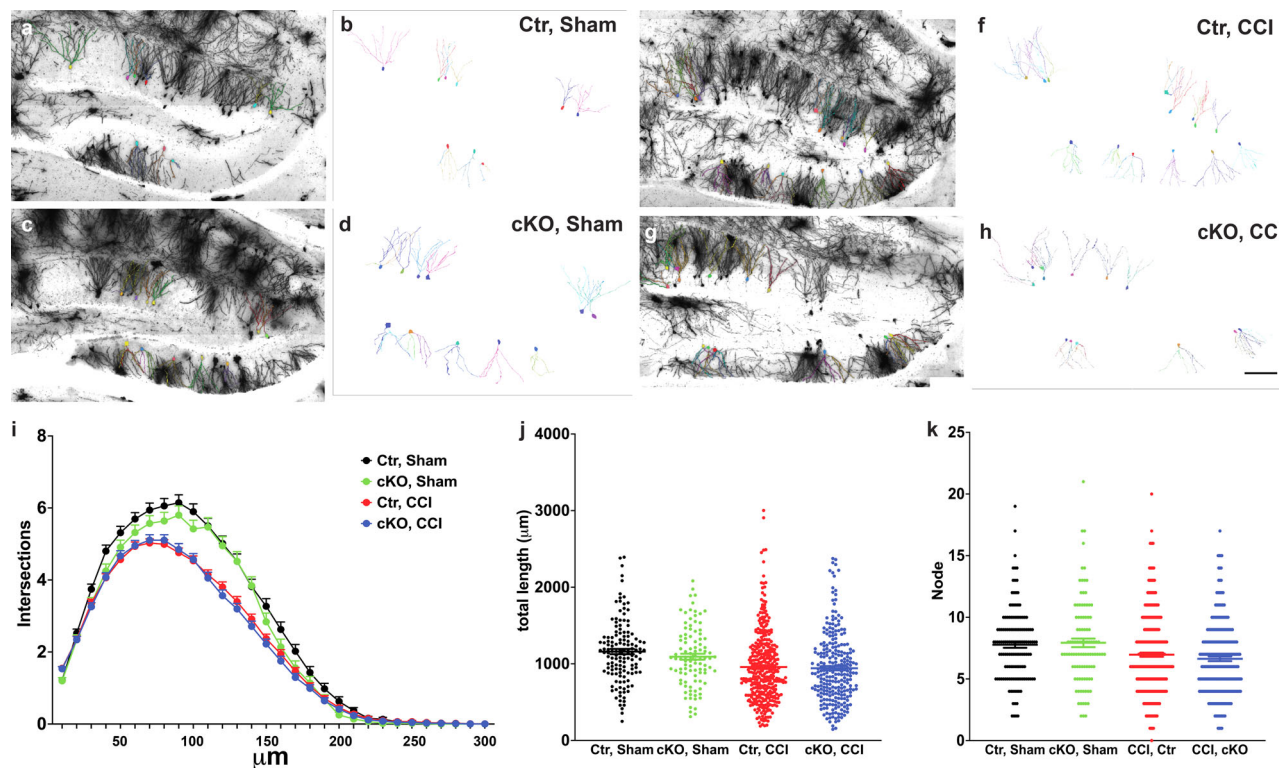 a
b
Ctr, Sham
f
Ctr, CCI
c
d
cKO, Sham
g
h
cKO, CC
i
8
6
4
2
0
Intersections
50
100
150
200
250
300
μm
Ctr, Sham
cKO, Sham
Ctr, CCI
cKO, CCI
j
4000
3000
2000
1000
0
total length (μm)
Ctr, Sham
cKO, Sham
Ctr, CCI
cKO, CCI
k
25
20
15
10
5
0
Node
Ctr, Sham
cKO, Sham
CCI, Ctr
CCI, cKO